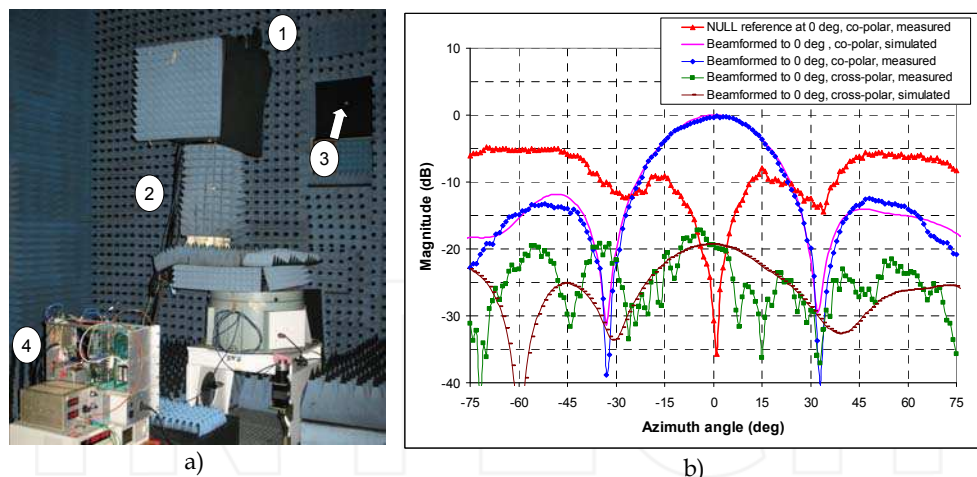 1
2
3
4
a)
NULL reference at 0 deg, co-polar, measured
Beamformed to 0 deg , co-polar, simulated
Beamformed to 0 deg, co-polar, measured
Beamformed to 0 deg, cross-polar, measured
Beamformed to 0 deg, cross-polar, simulated
Magnitude (dB)
10
0
-10
-20
-30
-40
-75 -60 -45 -30 -15 0 15 30 45 60 75
Azimuth angle (deg)
b)
INTECH